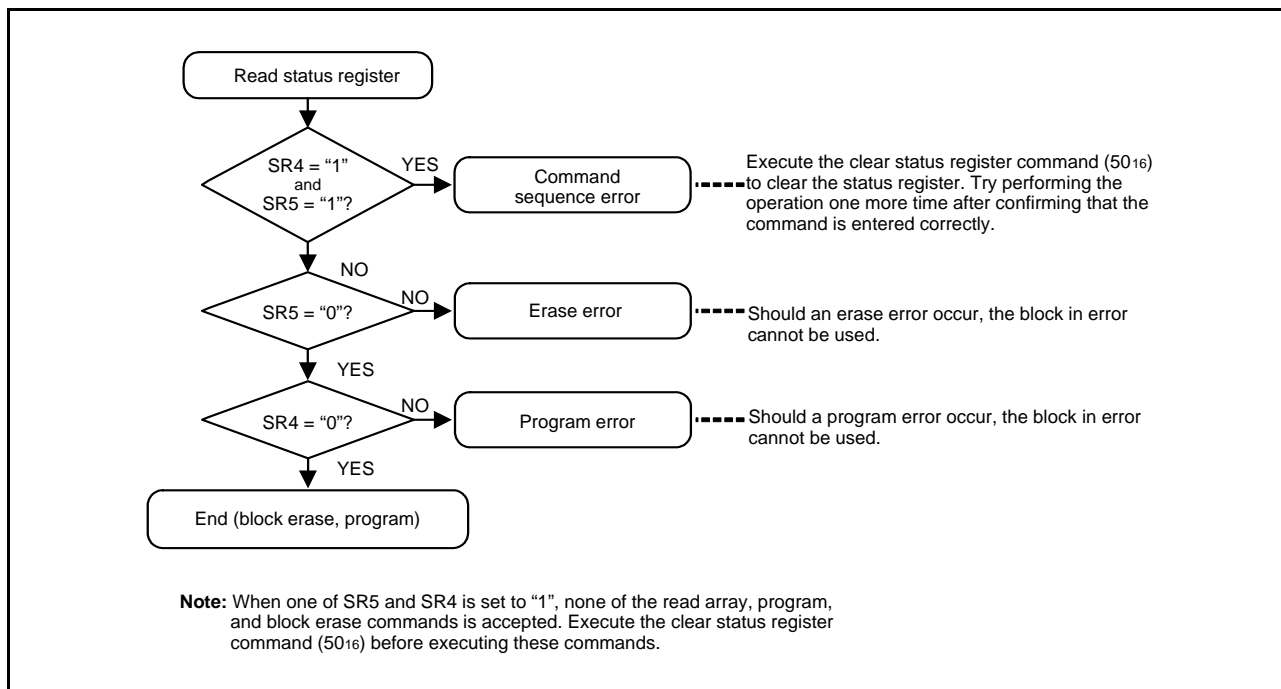 Read status register
SR4 = “1”
and
SR5 = “1”?
YES
Command
sequence error
Execute the clear status register command (5016)
to clear the status register. Try performing the
operation one more time after confirming that the
command is entered correctly.
NO
SR5 = “0”?
NO
Erase error
Should an erase error occur, the block in error
cannot be used.
YES
SR4 = “0”?
NO
Program error
Should a program error occur, the block in error
cannot be used.
YES
End (block erase, program)
Note: When one of SR5 and SR4 is set to “1”, none of the read array, program,
and block erase commands is accepted. Execute the clear status register
command (5016) before executing these commands.